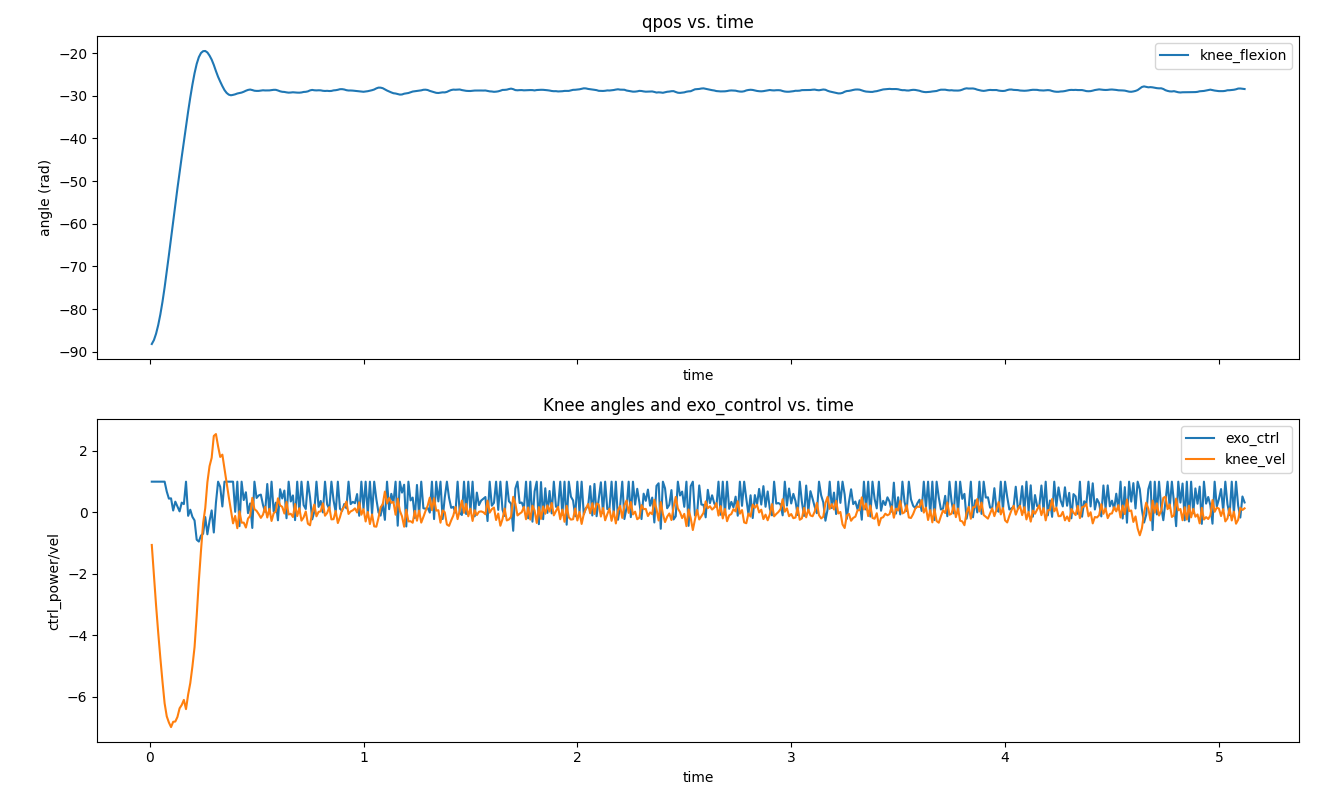 qpos vs. time
knee_flexion
−20
−30
−40
−50
−60
−70
−80
−90
angle (rad)
time
Knee angles and exo_control vs. time
exo_ctrl
knee_vel
2
0
−2
−4
−6
ctrl_power/vel
0 1 2 3 4 5
time